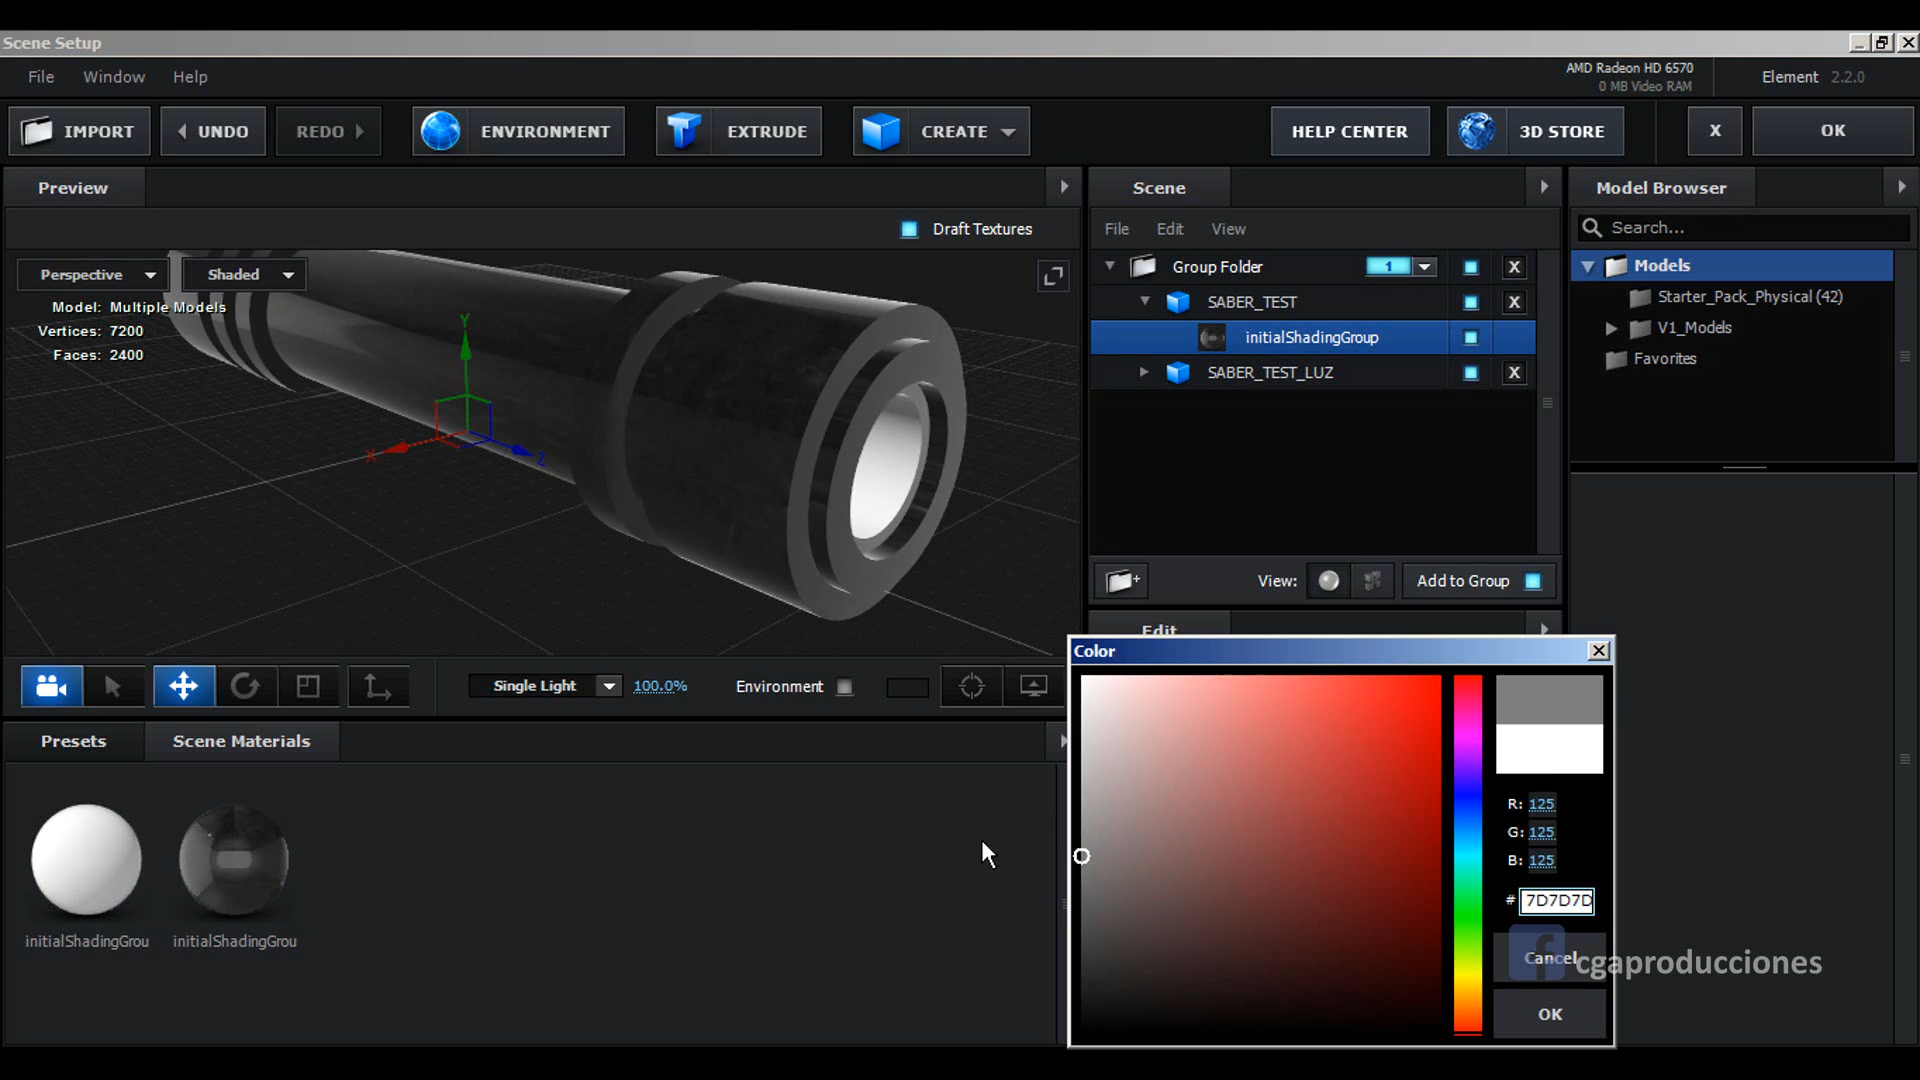 Scene Setup
File Window Help
AMD Radeon HD 6570
0 MB Video RAM
Element 2.2.0
IMPORT UNDO REDO ENVIRONMENT EXTRUDE CREATE HELP CENTER 3D STORE X OK
Preview
Draft Textures
Perspective Shaded
Model: Multiple Models
Vertices: 7200
Faces: 2400
Y
X
Z
Single Light 100.0% Environment
Presets Scene Materials
initialShadingGrou initialShadingGrou
Scene
File Edit View
Group Folder 1 X
SABER_TEST X
initialShadingGroup
SABER_TEST_LUZ X
View: Add to Group
Edit
Model Browser
Search...
Models
Starter_Pack_Physical (42)
V1_Models
Favorites
Color
R: 125
G: 125
B: 125
# 7D7D7D
Cancel
OK
f cgaproducciones